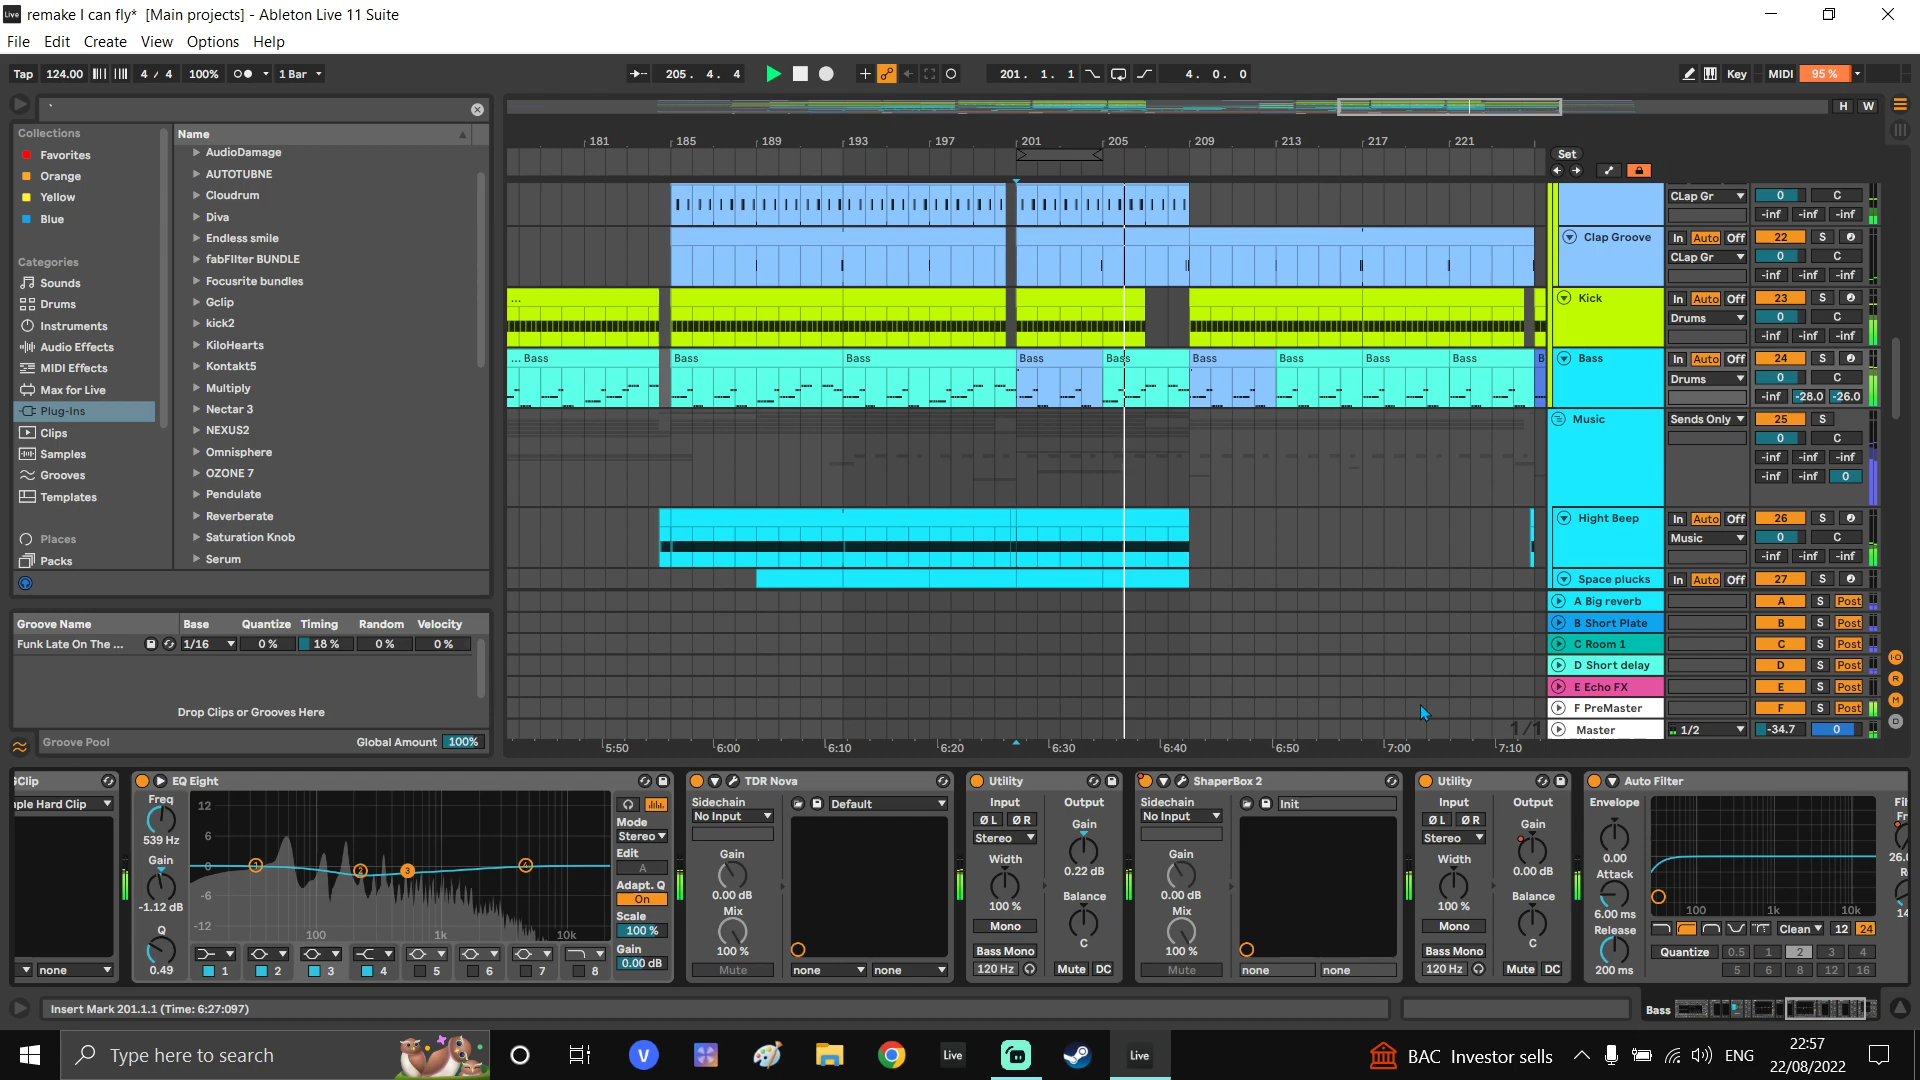 remake I can fly* [Main projects] - Ableton Live 11 Suite
File Edit Create View Options Help
Tap 124.00 4 / 4 100% 1 Bar 205. 4. 4 201. 1. 1 4. 0. 0 Key MIDI 95 %
Collections
Favorites
Orange
Yellow
Blue
Categories
Sounds
Drums
Instruments
Audio Effects
MIDI Effects
Max for Live
Plug-Ins
Clips
Samples
Grooves
Templates
Places
Packs
Name
AudioDamage
AUTOTUBNE
Cloudrum
Diva
Endless smile
fabFIlter BUNDLE
Focusrite bundles
Gclip
kick2
KiloHearts
Kontakt5
Multiply
Nectar 3
NEXUS2
Omnisphere
OZONE 7
Pendulate
Reverberate
Saturation Knob
Serum
Groove Name Base Quantize Timing Random Velocity
Funk Late On The ... 1/16 0 % 18 % 0 % 0 %
Drop Clips or Grooves Here
Groove Pool Global Amount 100%
H W
181 185 189 193 197 201 205 209 213 217 221
Set
CLap Gr 0 C
-inf -inf -inf
Clap Groove In Auto Off 22 S
CLap Gr 0 C
-inf -inf -inf
...
Kick In Auto Off 23 S
Drums 0 C
-inf -inf -inf
... Bass Bass Bass Bass Bass Bass Bass Bass Bass B
Bass In Auto Off 24 S
Drums 0 C
-inf -28.0 -26.0
Music Sends Only 25 S
0 C
-inf -inf -inf
-inf -inf 0
Hight Beep In Auto Off 26 S
Music 0 C
-inf -inf -inf
Space plucks In Auto Off 27 S
A Big reverb A S Post
B Short Plate B S Post
C Room 1 C S Post
D Short delay D S Post
E Echo FX E S Post
F PreMaster F S Post
1/1 Master 1/2 -34.7 0
5:50 6:00 6:10 6:20 6:30 6:40 6:50 7:00 7:10
GClip
ple Hard Clip
none
EQ Eight
Freq
539 Hz
Gain
-1.12 dB
Q
0.49
12
6
0
-6
-12
100 1k 10k
1 2 3 4
1 2 3 4 5 6 7 8
Mode
Stereo
Edit
A
Adapt. Q
On
Scale
100 %
Gain
0.00 dB
TDR Nova
Sidechain
No Input
Gain
0.00 dB
Mix
100 %
Mute
Default
none none
Utility
Input Output
Ø L Ø R
Stereo
Width
100 %
Mono
Bass Mono
120 Hz
Gain
0.22 dB
Balance
C
Mute DC
ShaperBox 2
Sidechain
No Input
Gain
0.00 dB
Mix
100 %
Mute
Init
none none
Utility
Input Output
Ø L Ø R
Stereo
Width
100 %
Mono
Bass Mono
120 Hz
Gain
0.00 dB
Balance
C
Mute DC
Auto Filter
Envelope
0.00
Attack
6.00 ms
Release
200 ms
100 1k 10k
Clean 12 24
Quantize 0.5 1 2 3 4
5 6 8 12 16
Insert Mark 201.1.1 (Time: 6:27:097)
Bass
Type here to search
Live
Live
BAC Investor sells
ENG
22:57
22/08/2022